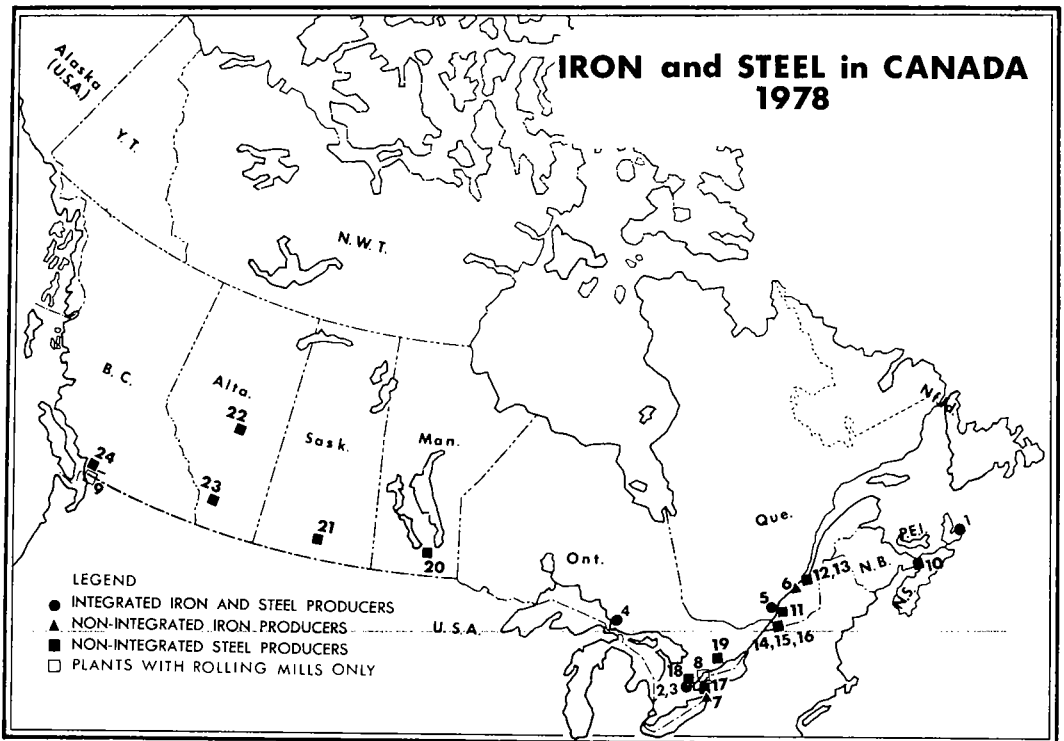 IRON and STEEL in CANADA
1978
Alaska
(U.S.A.)
Y.T.
N.W.T.
B.C.
Alta.
22
Sask.
Man.
Nfld.
24
9
23
21
20
Que.
P.E.I.
1
Ont.
6
12,13
N.B.
10
N.S.
5
11
4
14,15,16
U.S.A.
19
18
8
2,3
17
7
LEGEND
INTEGRATED IRON AND STEEL PRODUCERS
NON-INTEGRATED IRON PRODUCERS
NON-INTEGRATED STEEL PRODUCERS
PLANTS WITH ROLLING MILLS ONLY